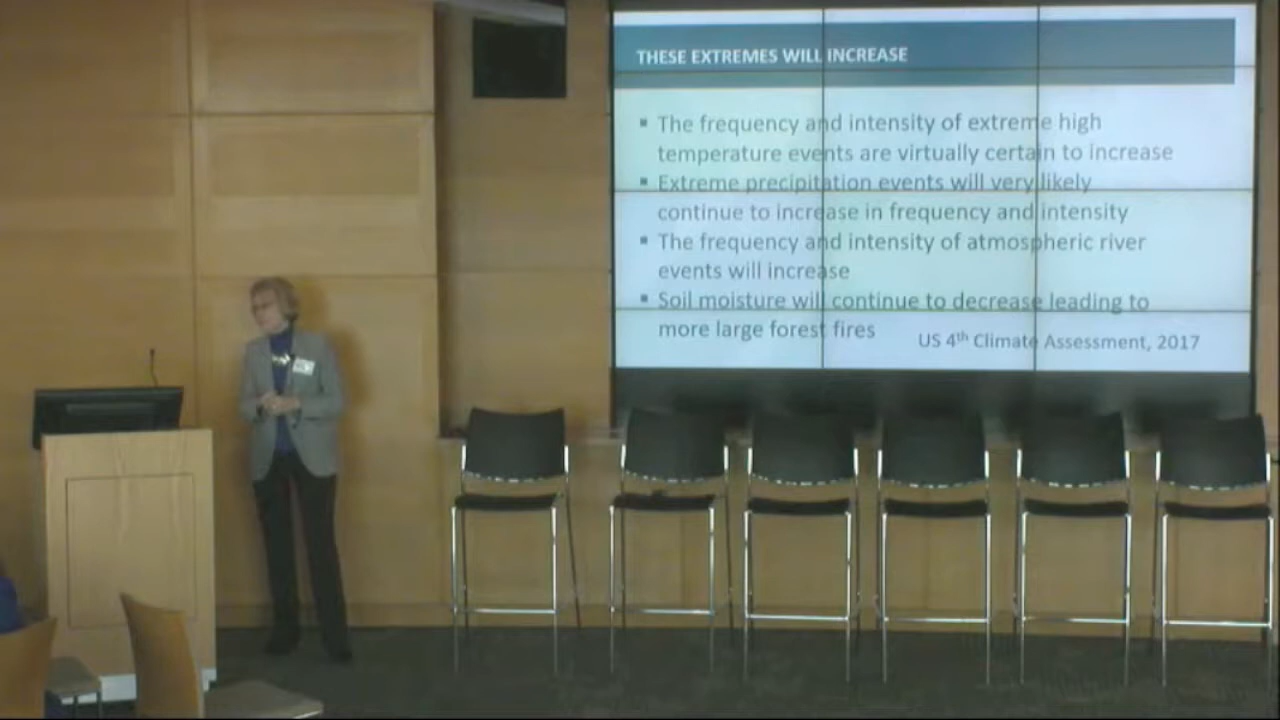 THESE EXTREMES WILL INCREASE
▪ The frequency and intensity of extreme high
temperature events are virtually certain to increase
▪ Extreme precipitation events will very likely
continue to increase in frequency and intensity
▪ The frequency and intensity of atmospheric river
events will increase
▪ Soil moisture will continue to decrease leading to
more large forest fires
US 4th Climate Assessment, 2017